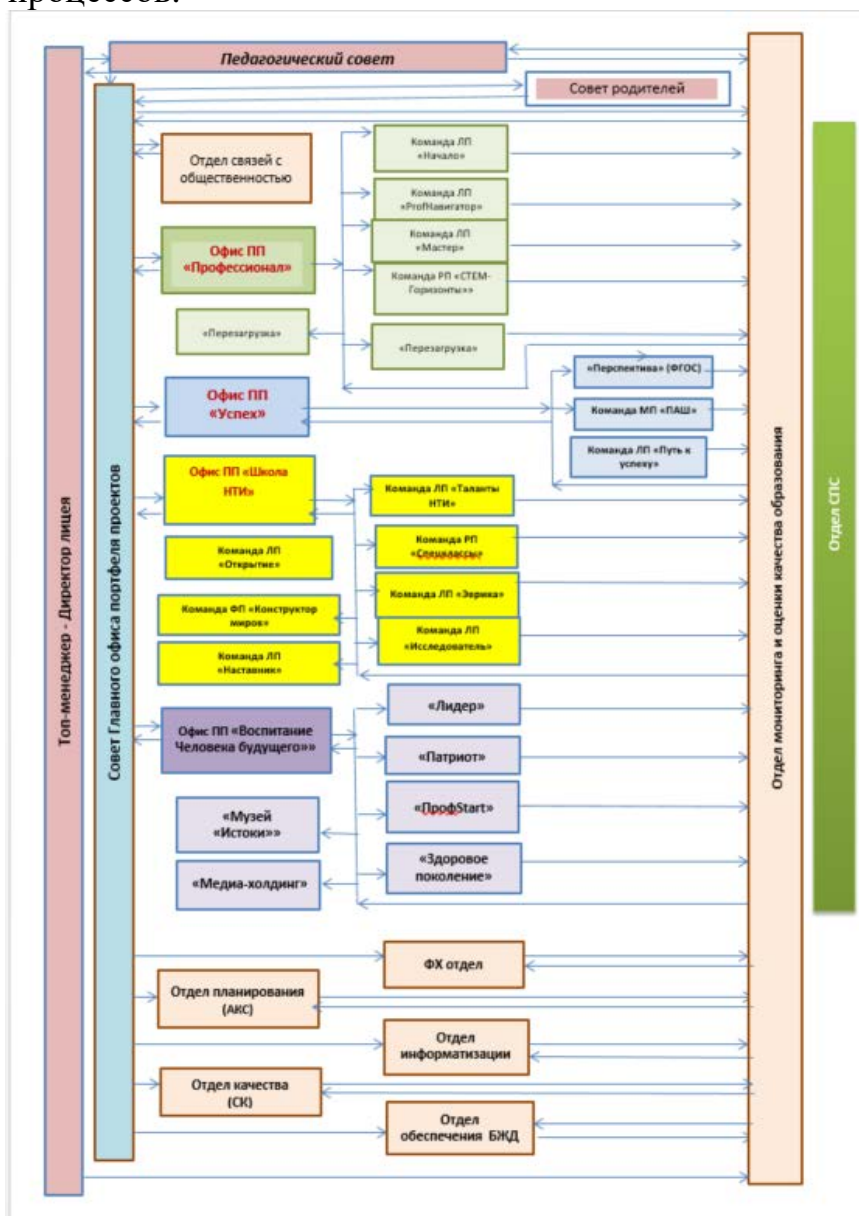 процессов.
Педагогический совет
Совет родителей
Топ-менеджер - Директор лицея
Совет Главного офиса портфеля проектов
Отдел связей с
общественностью
Команда ЛП
«Начало»
Команда ЛП
«ProfНавигатор»
Команда ЛП
«Мастер»
Офис ПП
«Профессионал»
Команда РП «СТЕМ-
Горизонты»»
«Перезагрузка»
«Перезагрузка»
«Перспектива» (ФГОС)
Офис ПП
«Успех»
Команда МП «ПАШ»
Команда ЛП «Путь к
успеху»
Офис ПП «Школа
НТИ»
Команда ЛП «Таланты
НТИ»
Команда ЛП
«Открытие»
Команда РП
«Спецклассы»
Команда ФП «Конструктор
миров»
Команда ЛП «Эврика»
Команда ЛП
«Наставник»
Команда ЛП
«Исследователь»
Офис ПП «Воспитание
Человека будущего»»
«Лидер»
«Патриот»
«Музей
«Истоки»»
«ПрофStart»
«Медиа-холдинг»
«Здоровое
поколение»
ФХ отдел
Отдел планирования
(АКС)
Отдел
информатизации
Отдел качества
(СК)
Отдел
обеспечения БЖД
Отдел мониторинга и оценки качества образования
Отдел СПС